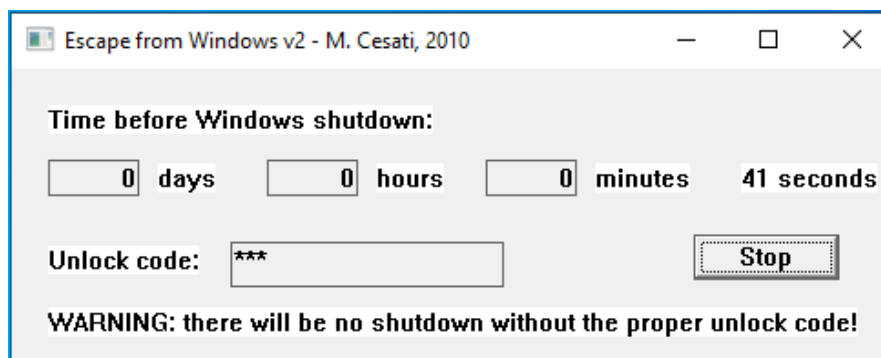 Escape from Windows v2 - M. Cesati, 2010
Time before Windows shutdown:
0 days 0 hours 0 minutes 41 seconds
Unlock code: *** Stop
WARNING: there will be no shutdown without the proper unlock code!